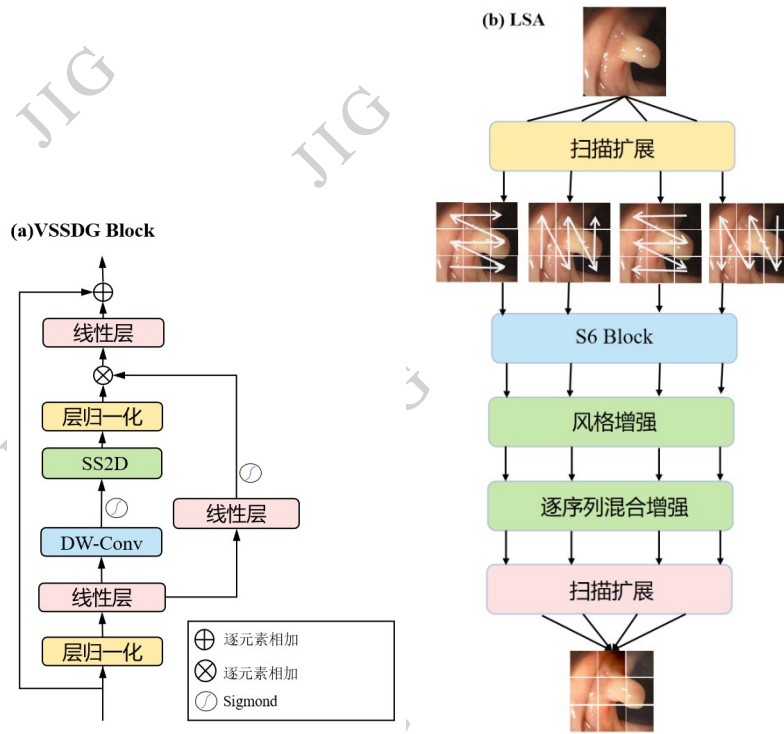 JIG
JIG
(a)VSSDG Block
线性层
层归一化
SS2D
线性层
DW-Conv
线性层
层归一化
逐元素相加
逐元素相加
Sigmond
(b) LSA
扫描扩展
S6 Block
风格增强
逐序列混合增强
扫描扩展